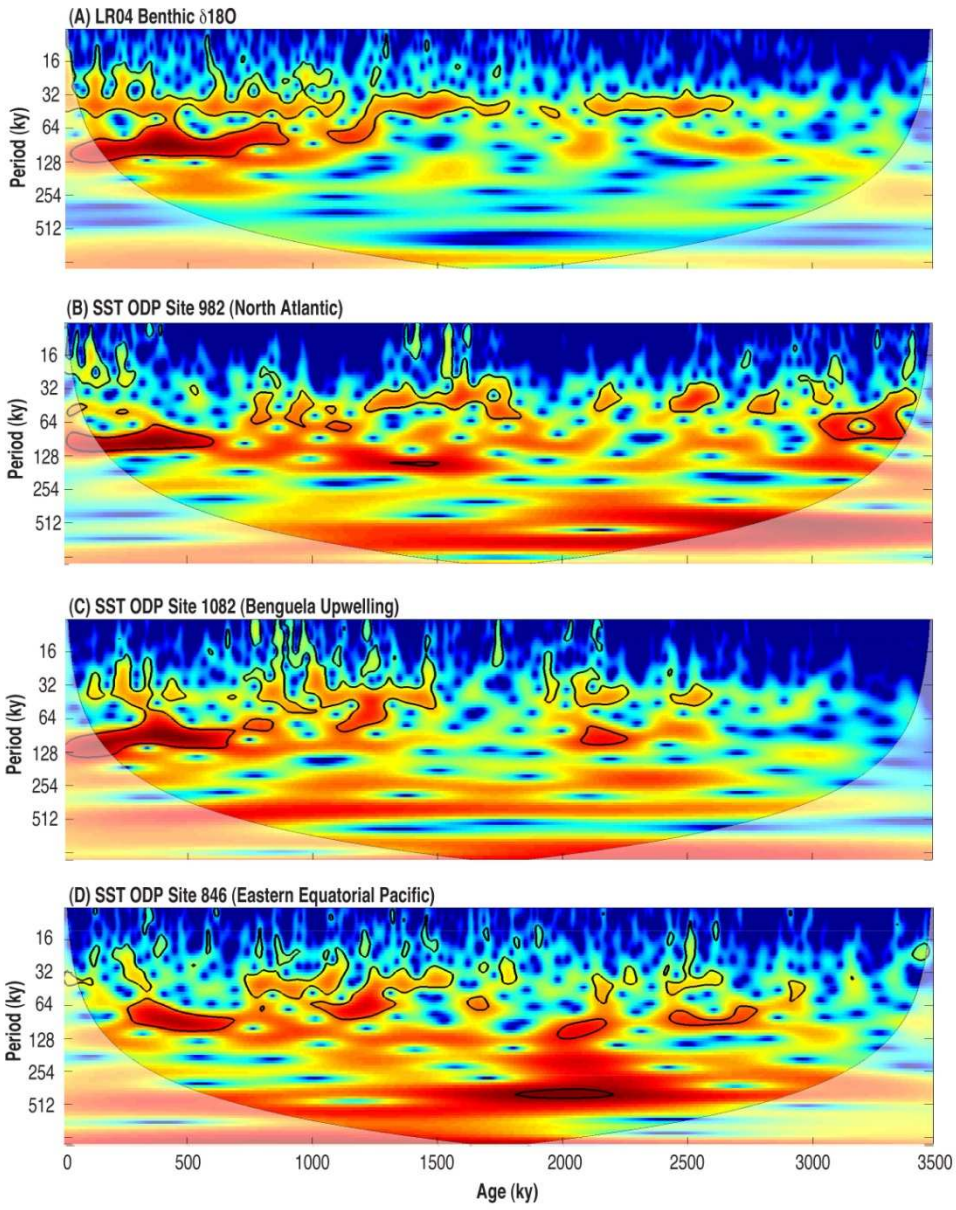 (A) LR04 Benthic δ18O
16
32
64
128
254
512
Period (ky)
(B) SST ODP Site 982 (North Atlantic)
16
32
64
128
254
512
Period (ky)
(C) SST ODP Site 1082 (Benguela Upwelling)
16
32
64
128
254
512
Period (ky)
(D) SST ODP Site 846 (Eastern Equatorial Pacific)
16
32
64
128
254
512
Period (ky)
0 500 1000 1500 2000 2500 3000 3500
Age (ky)